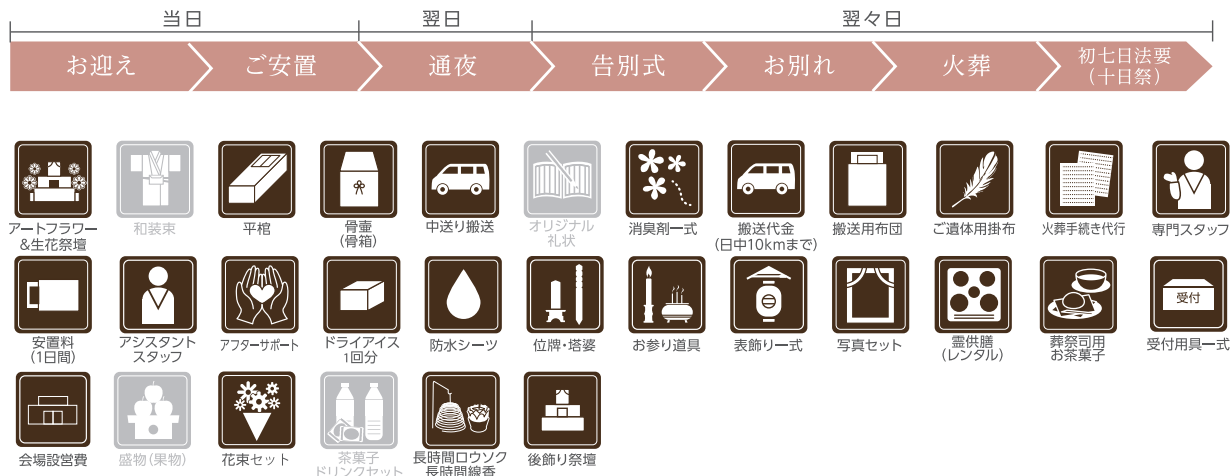 当日
翌日
翌々日
お迎え
ご安置
通夜
告別式
お別れ
火葬
初七日法要
(十日祭)
アートフラワー
&生花祭壇
和装束
平棺
骨壷
(骨箱)
中送り搬送
オリジナル
礼状
消臭剤一式
搬送代金
(日中10kmまで)
搬送用布団
ご遺体用掛布
火葬手続き代行
専門スタッフ
安置料
(1日間)
アシスタント
スタッフ
アフターサポート
ドライアイス
1回分
防水シーツ
位牌・塔婆
お参り道具
表飾り一式
写真セット
霊供膳
(レンタル)
葬祭司用
お茶菓子
受付
受付用具一式
会場設営費
盛物(果物)
花束セット
茶菓子
ドリンクセット
長時間ロウソク
長時間線香
後飾り祭壇